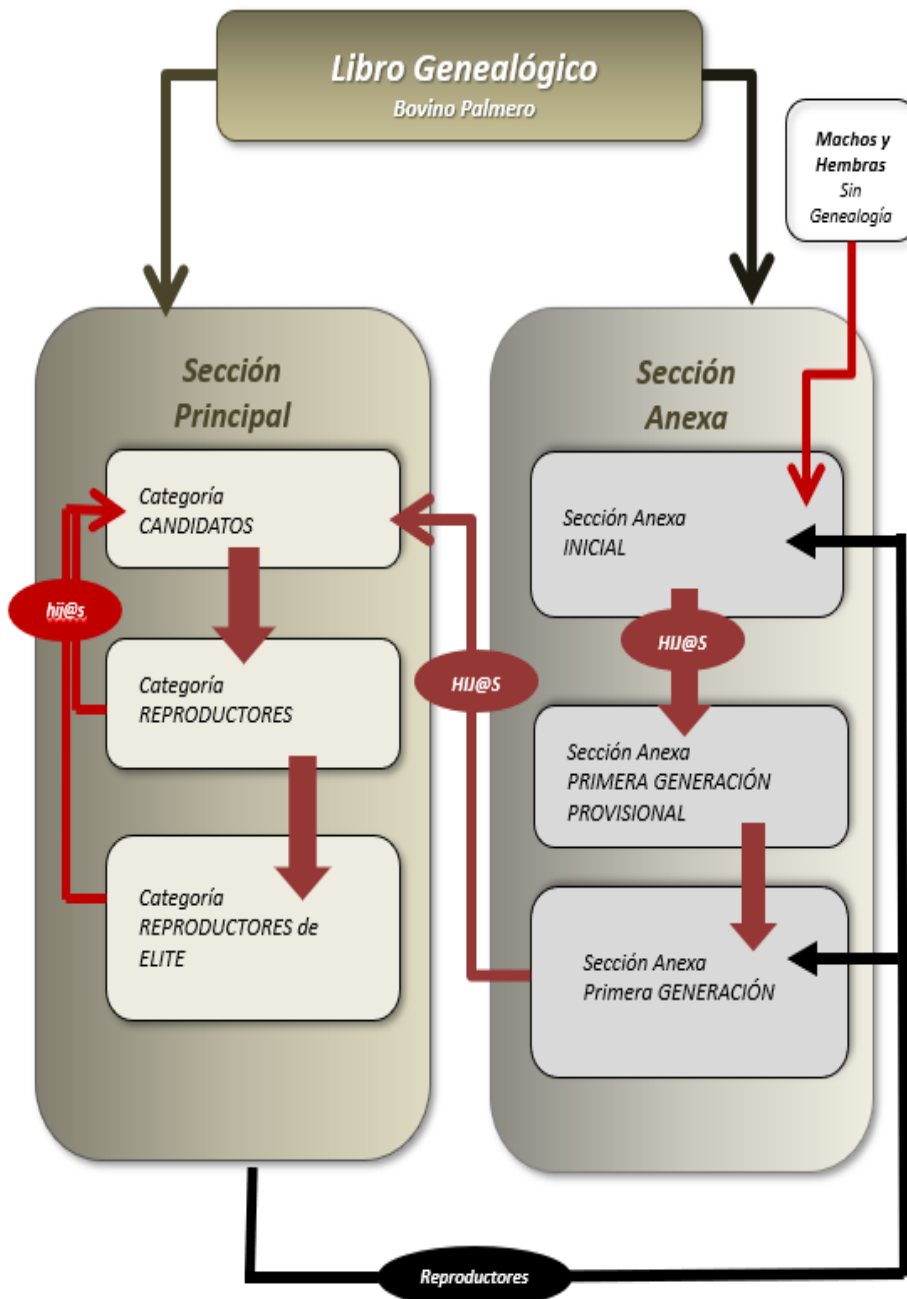 Libro Genealógico
Bovino Palmero
Machos y
Hembras
Sin
Genealogía
Sección
Principal
Categoría
CANDIDATOS
hij@s
Categoría
REPRODUCTORES
Categoría
REPRODUCTORES de
ELITE
HIJ@S
Sección
Anexa
Sección Anexa
INICIAL
HIJ@S
Sección Anexa
PRIMERA GENERACIÓN
PROVISIONAL
Sección Anexa
Primera GENERACIÓN
Reproductores